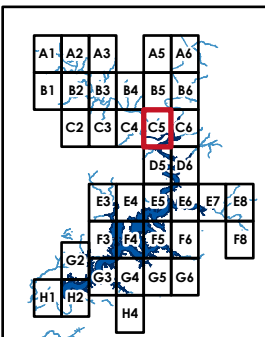 A1 A2 A3 A5 A6
B1 B2 B3 B4 B5 B6
C2 C3 C4 C5 C6
D5 D6
E3 E4 E5 E6 E7 E8
F3 F4 F5 F6 F8
G2
G3 G4 G5 G6
H1 H2
H4